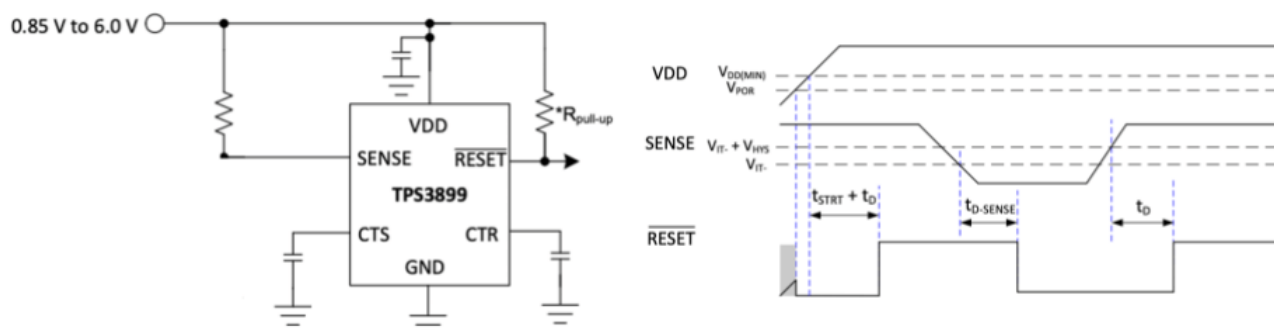 0.85 V to 6.0 V
*Rpull-up
VDD
SENSE
RESET
TPS3899
CTS
CTR
GND
VDD
VDD(MIN)
VPOR
SENSE
VIT- + VHYS
VIT-
tSTRT + tD
tD-SENSE
tD
RESET